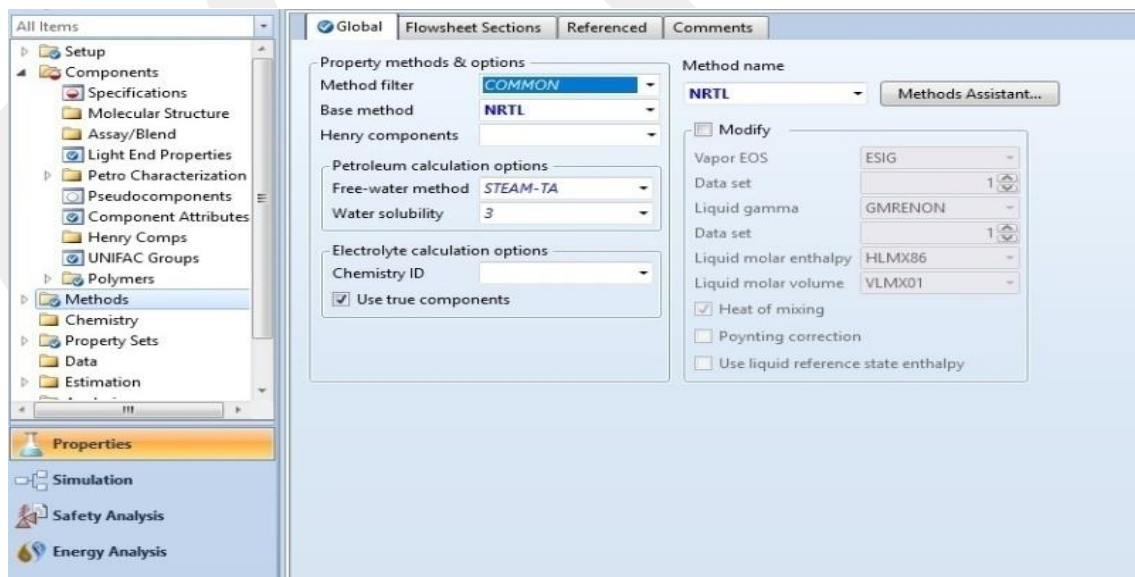 All Items
Setup
Components
Specifications
Molecular Structure
Assay/Blend
Light End Properties
Petro Characterization
Pseudocomponents
Component Attributes
Henry Comps
UNIFAC Groups
Polymers
Methods
Chemistry
Property Sets
Data
Estimation
Properties
Simulation
Safety Analysis
Energy Analysis
Global Flowsheet Sections Referenced Comments
Property methods & options
Method filter COMMON
Base method NRTL
Henry components
Petroleum calculation options
Free-water method STEAM-TA
Water solubility 3
Electrolyte calculation options
Chemistry ID
Use true components
Method name
NRTL Methods Assistant...
Modify
Vapor EOS ESIG
Data set 1
Liquid gamma GMRENON
Data set 1
Liquid molar enthalpy HLMX86
Liquid molar volume VLMX01
Heat of mixing
Poynting correction
Use liquid reference state enthalpy